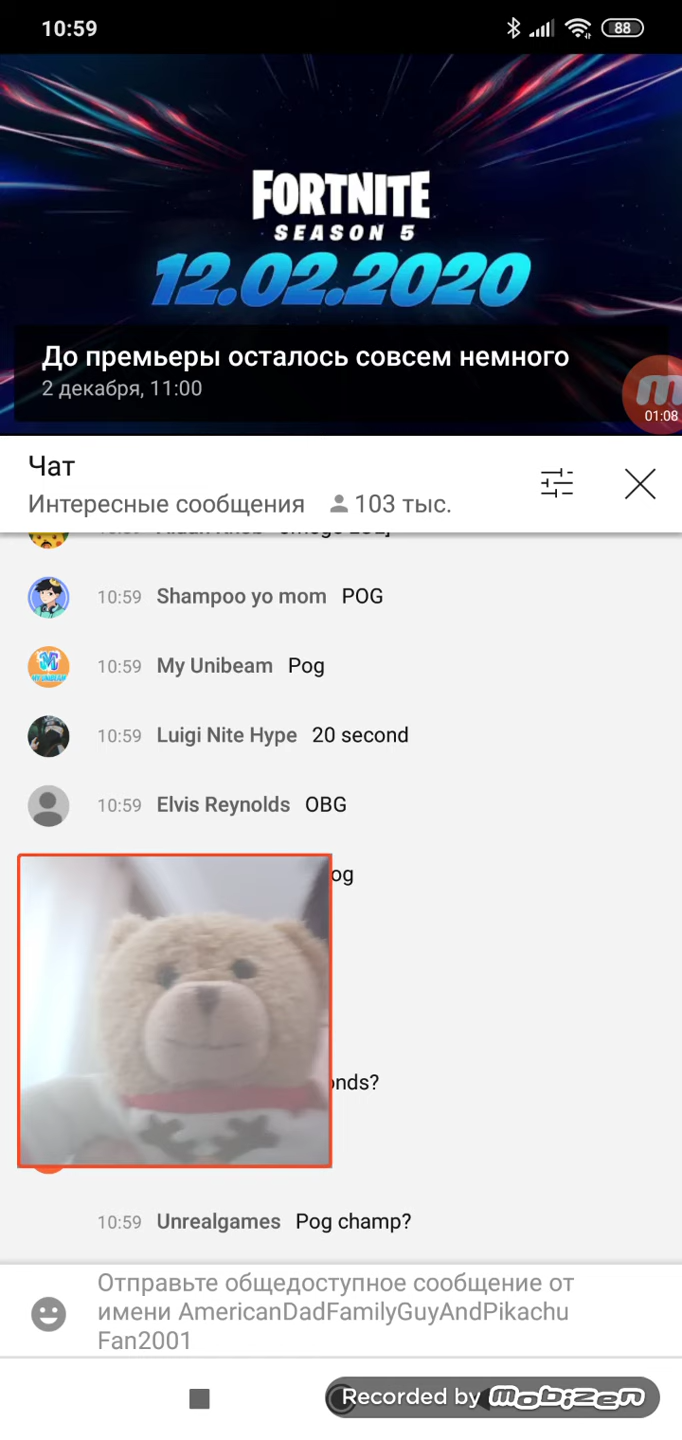 10:59
88
FORTNITE
SEASON 5
12.02.2020
До премьеры осталось совсем немного
2 декабря, 11:00
01:08
Чат
Интересные сообщения 103 тыс.
10:59 Shampoo yo mom POG
10:59 My Unibeam Pog
10:59 Luigi Nite Hype 20 second
10:59 Elvis Reynolds OBG
og
onds?
10:59 Unrealgames Pog champ?
Отправьте общедоступное сообщение от
имени AmericanDadFamilyGuyAndPikachu
Fan2001
Recorded by mobizen